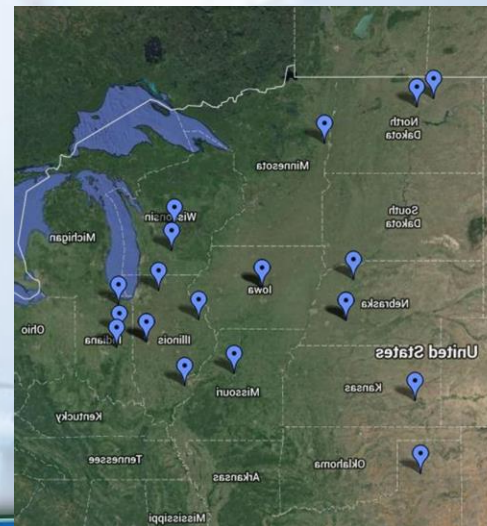 North
Dakota
Minnesota
South
Dakota
Wisconsin
Michigan
Iowa
Nebraska
Ohio
Indiana
Illinois
United States
Missouri
Kansas
Kentucky
Tennessee
Oklahoma
Arkansas
Mississippi